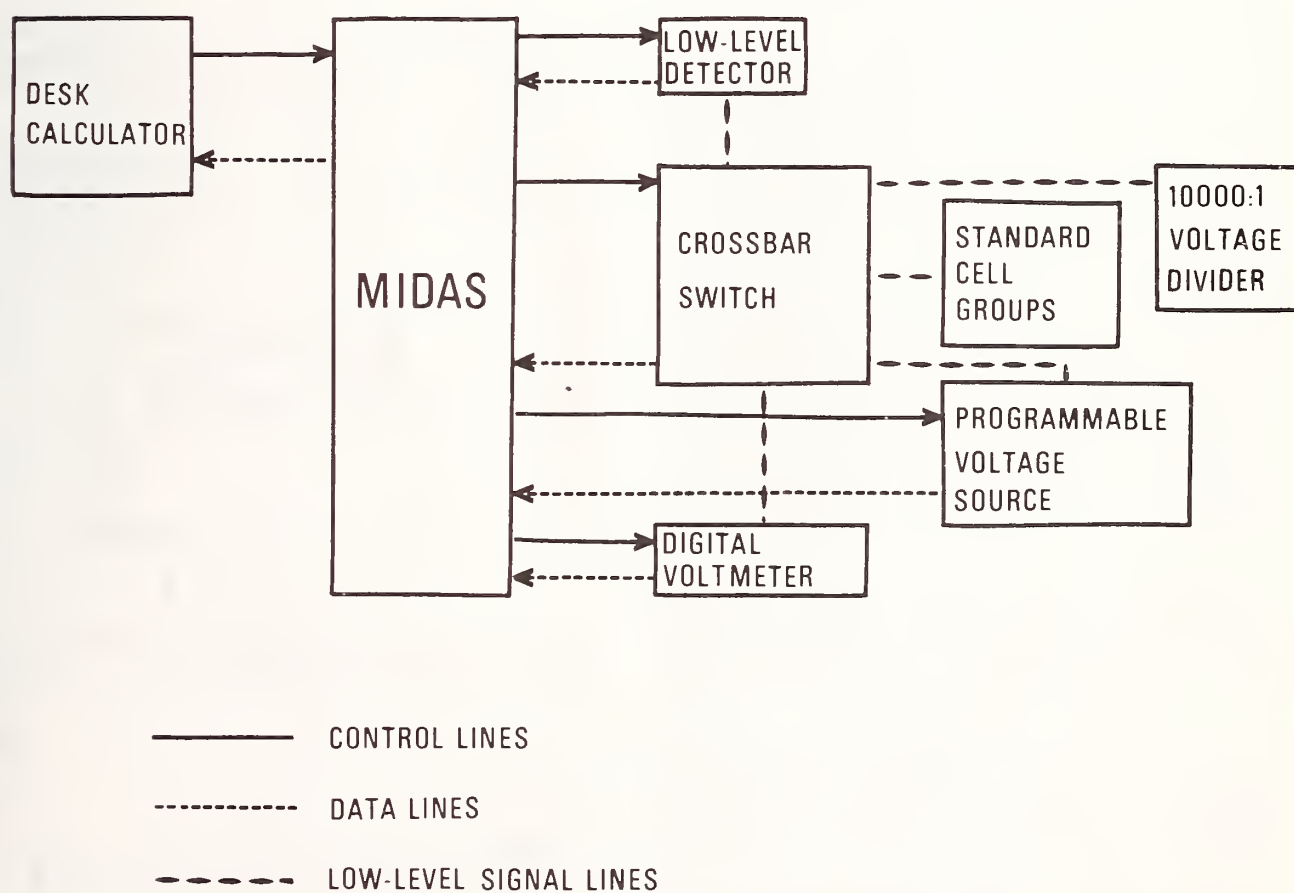 DESK
CALCULATOR
MIDAS
LOW-LEVEL
DETECTOR
CROSSBAR
SWITCH
STANDARD
CELL
GROUPS
10000:1
VOLTAGE
DIVIDER
PROGRAMMABLE
VOLTAGE
SOURCE
DIGITAL
VOLTMETER
CONTROL LINES
DATA LINES
LOW-LEVEL SIGNAL LINES